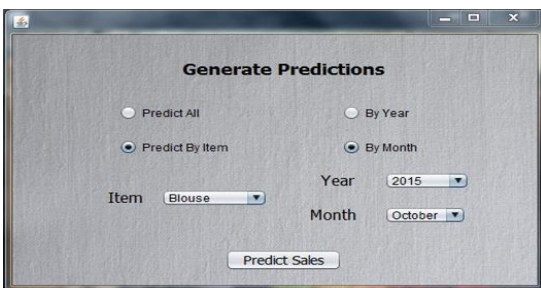 Generate Predictions
Predict All
By Year
Predict By Item
By Month
Year 2015
Item Blouse
Month October
Predict Sales